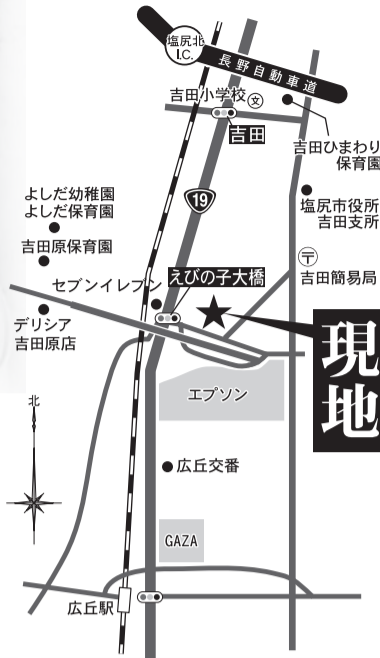 塩尻北
I.C.
長野自動車道
吉田小学校
文
吉田
吉田ひまわり
保育園
19
よしだ幼稚園
よしだ保育園
塩尻市役所
吉田支所
吉田原保育園
〒
吉田簡易局
セブンイレブン
えびの子大橋
デリシア
吉田原店
現地
エプソン
北
広丘交番
GAZA
広丘駅